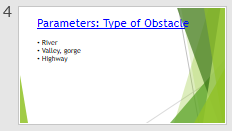 4
Parameters: Type of Obstacle
• River
• Valley, gorge
• Highway